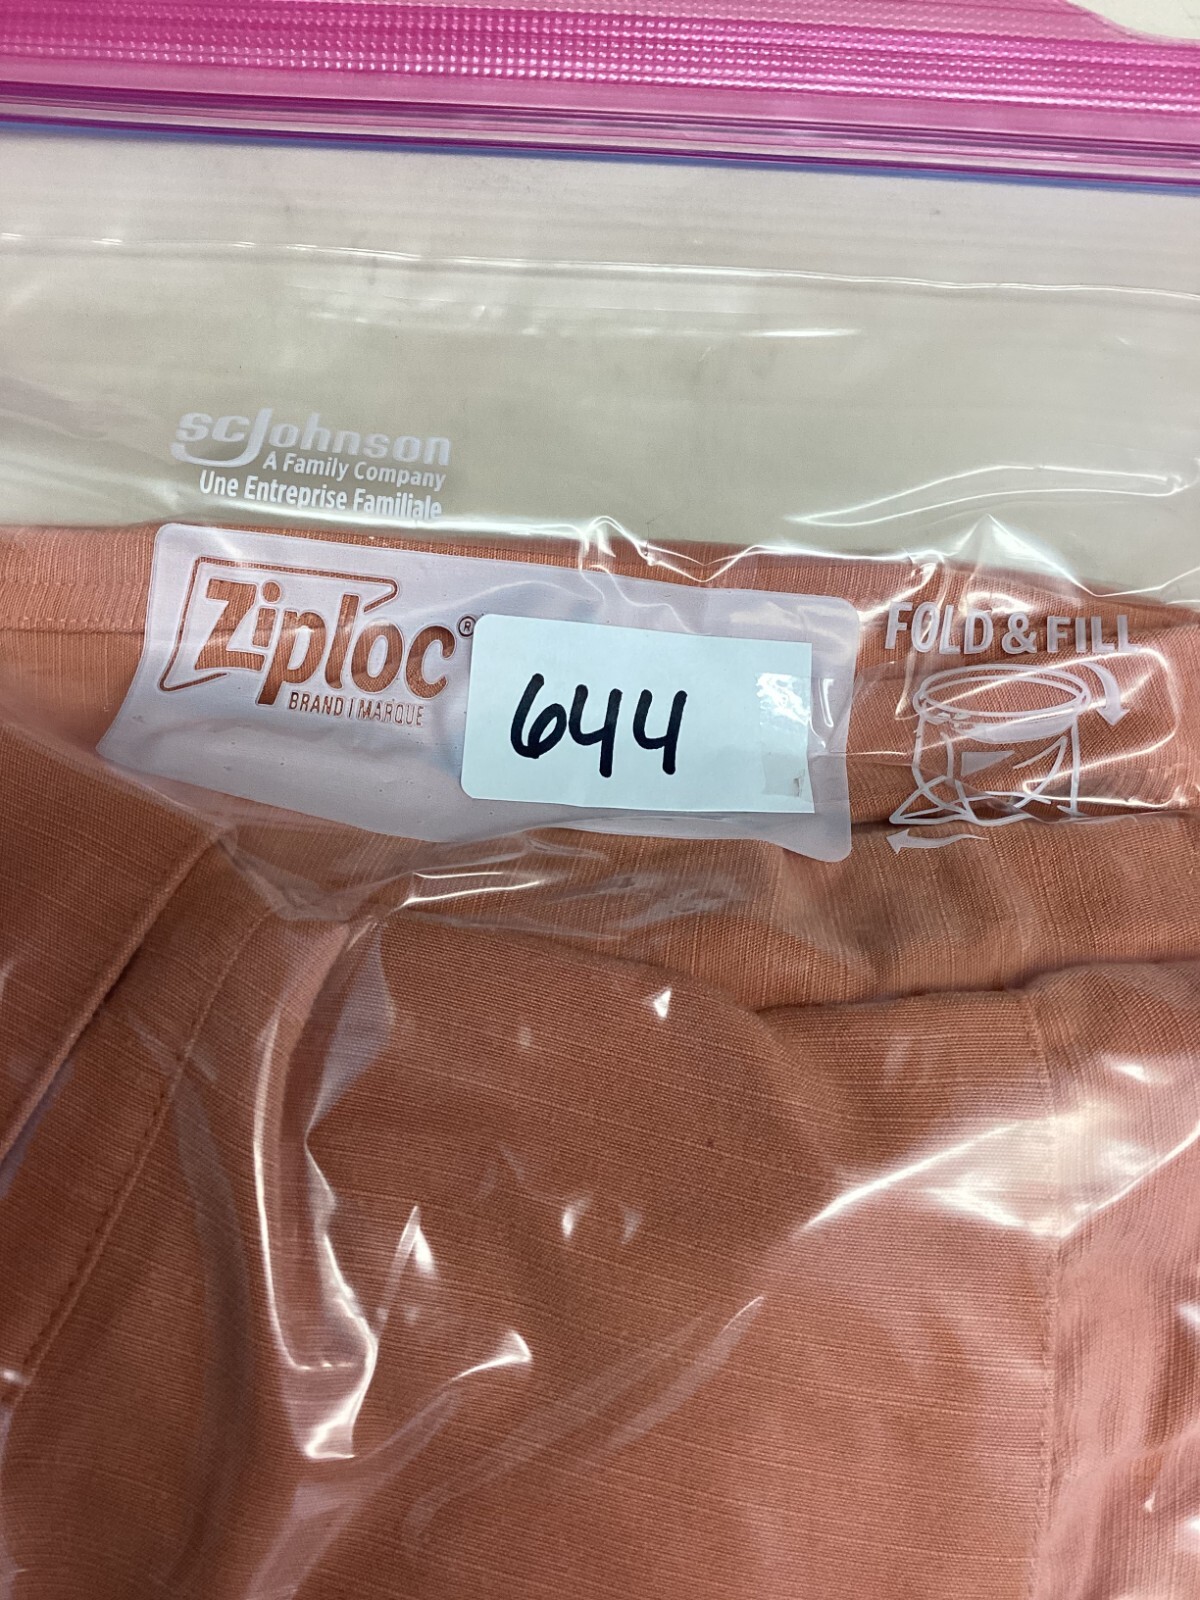 scJohnson
A Family Company
Une Entreprise Familiale
Ziploc®
BRAND | MARQUE
644
FOLD & FILL